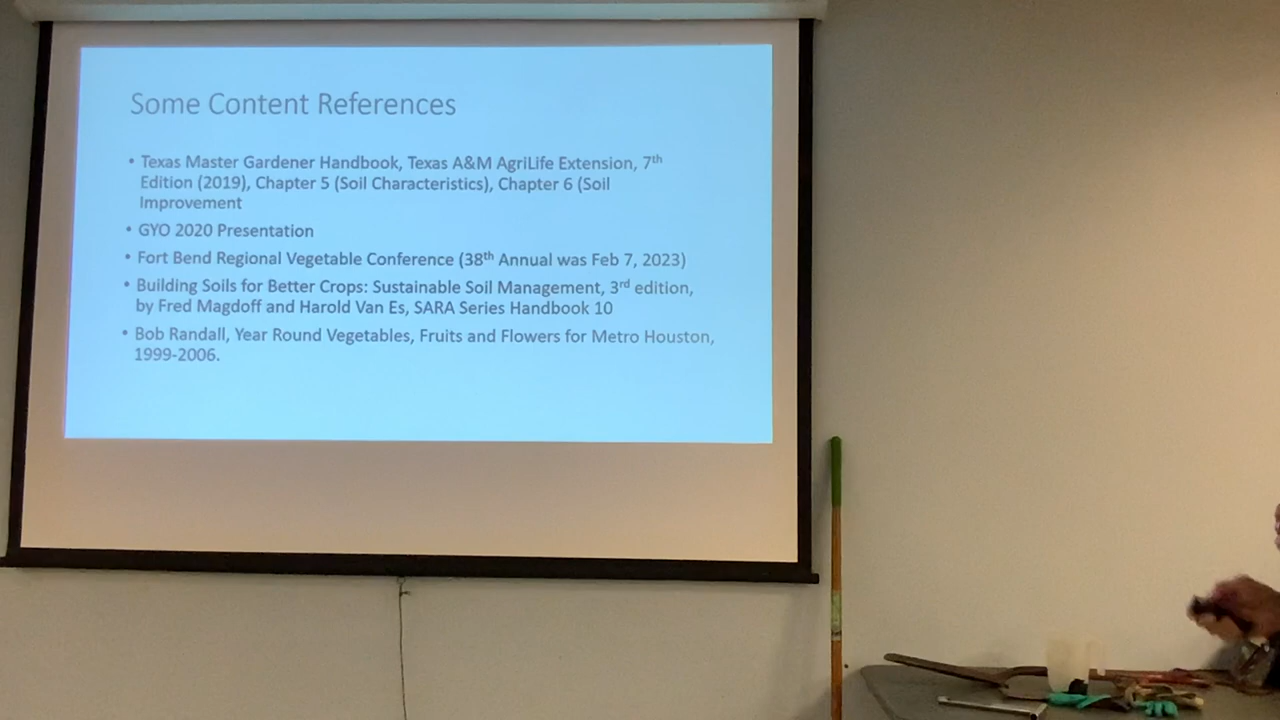 Some Content References
• Texas Master Gardener Handbook, Texas A&M AgriLife Extension, 7th
Edition (2019), Chapter 5 (Soil Characteristics), Chapter 6 (Soil
Improvement
• GYO 2020 Presentation
• Fort Bend Regional Vegetable Conference (38th Annual was Feb 7, 2023)
• Building Soils for Better Crops: Sustainable Soil Management, 3rd edition,
by Fred Magdoff and Harold Van Es, SARA Series Handbook 10
• Bob Randall, Year Round Vegetables, Fruits and Flowers for Metro Houston,
1999-2006.